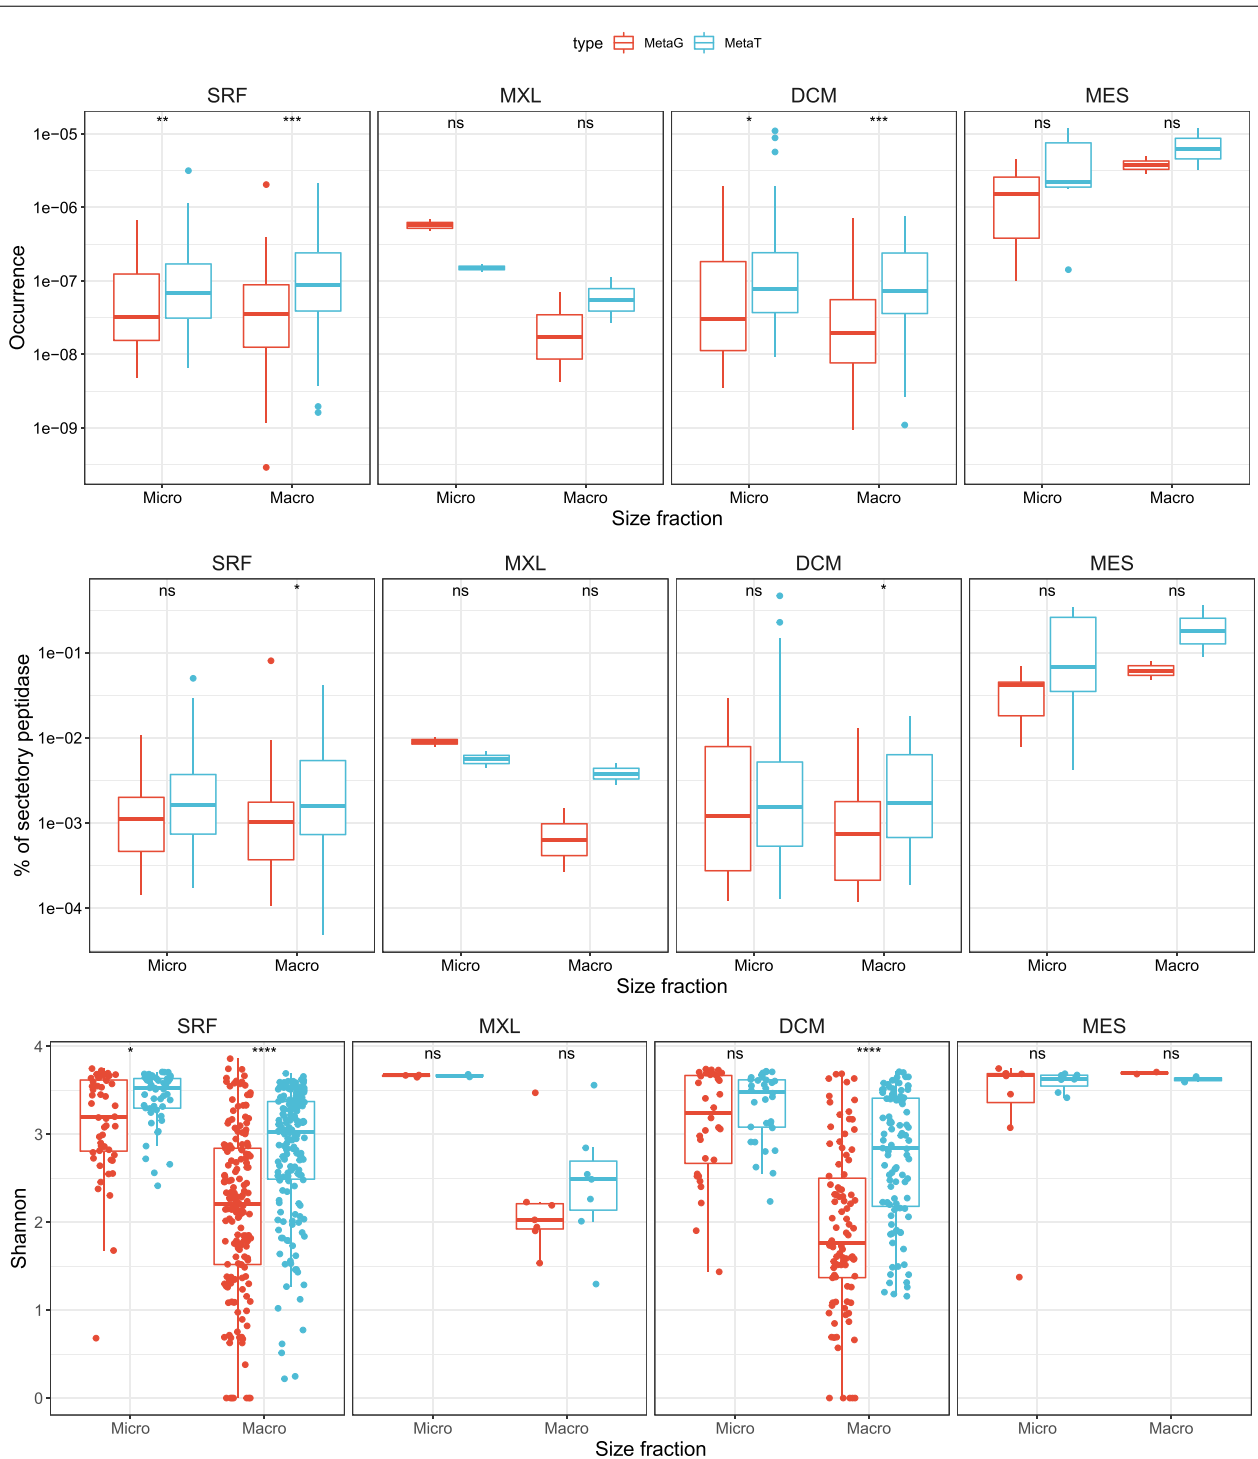 type MetaG MetaT
SRF MXL DCM MES
** *** ns ns * *** ns ns
1e−05
1e−06
1e−07
1e−08
1e−09
Occurrence
Micro Macro Micro Macro Micro Macro Micro Macro
Size fraction
SRF MXL DCM MES
ns * ns ns ns * ns ns
1e−01
1e−02
1e−03
1e−04
% of sectetory peptidase
Micro Macro Micro Macro Micro Macro Micro Macro
Size fraction
SRF MXL DCM MES
* **** ns ns ns **** ns ns
4
3
2
1
0
Shannon
Micro Macro Micro Macro Micro Macro Micro Macro
Size fraction